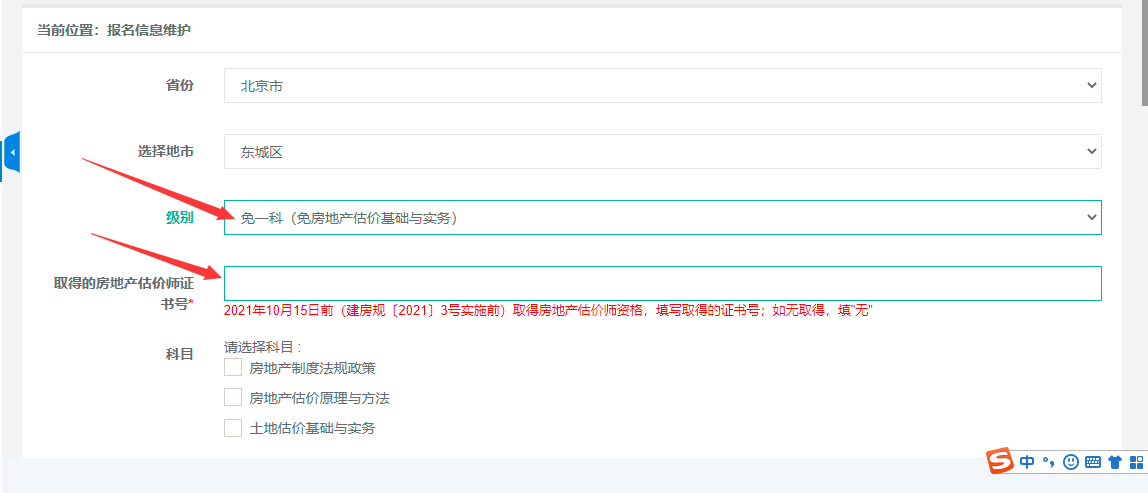 当前位置：报名信息维护
省份
北京市
选择地市
东城区
级别
免一科（免房地产估价基础与实务）
取得的房地产估价师证
书号*
2021年10月15日前（建房规〔2021〕3号实施前）取得房地产估价师资格，填写取得的证书号；如无取得，填"无"
科目
请选择科目 :
房地产制度法规政策
房地产估价原理与方法
土地估价基础与实务
S 中